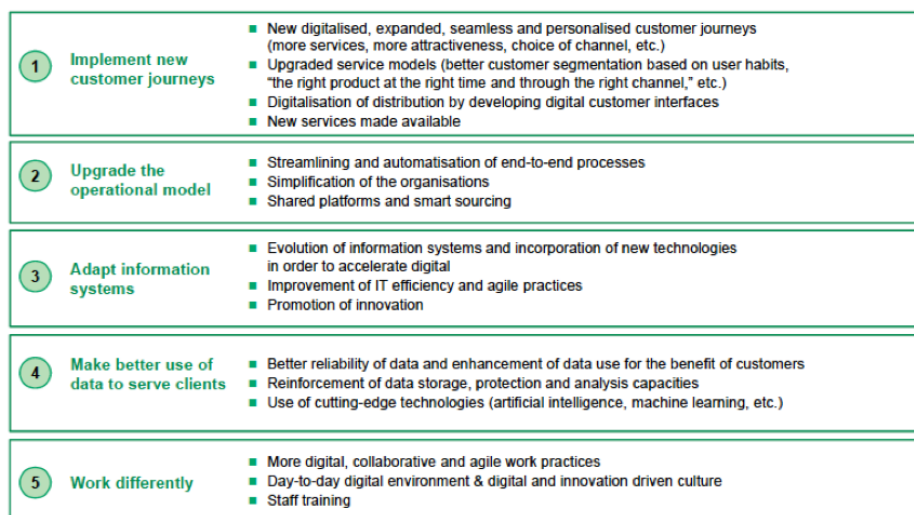 1
Implement new
customer journeys
■ New digitalised, expanded, seamless and personalised customer journeys
(more services, more attractiveness, choice of channel, etc.)
■ Upgraded service models (better customer segmentation based on user habits,
“the right product at the right time and through the right channel,” etc.)
■ Digitalisation of distribution by developing digital customer interfaces
■ New services made available
2
Upgrade the
operational model
■ Streamlining and automatisation of end-to-end processes
■ Simplification of the organisations
■ Shared platforms and smart sourcing
3
Adapt information
systems
■ Evolution of information systems and incorporation of new technologies
in order to accelerate digital
■ Improvement of IT efficiency and agile practices
■ Promotion of innovation
4
Make better use of
data to serve clients
■ Better reliability of data and enhancement of data use for the benefit of customers
■ Reinforcement of data storage, protection and analysis capacities
■ Use of cutting-edge technologies (artificial intelligence, machine learning, etc.)
5
Work differently
■ More digital, collaborative and agile work practices
■ Day-to-day digital environment & digital and innovation driven culture
■ Staff training